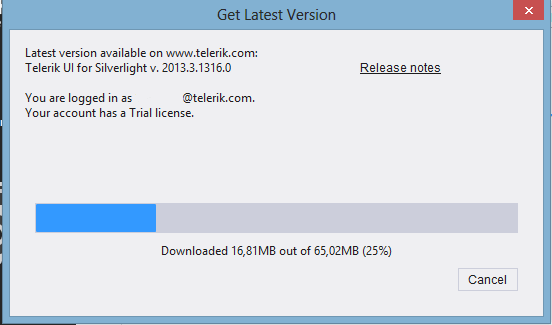 Get Latest Version
Latest version available on www.telerik.com:
Telerik UI for Silverlight v. 2013.3.1316.0 Release notes
You are logged in as @telerik.com.
Your account has a Trial license.
Downloaded 16,81MB out of 65,02MB (25%)
Cancel